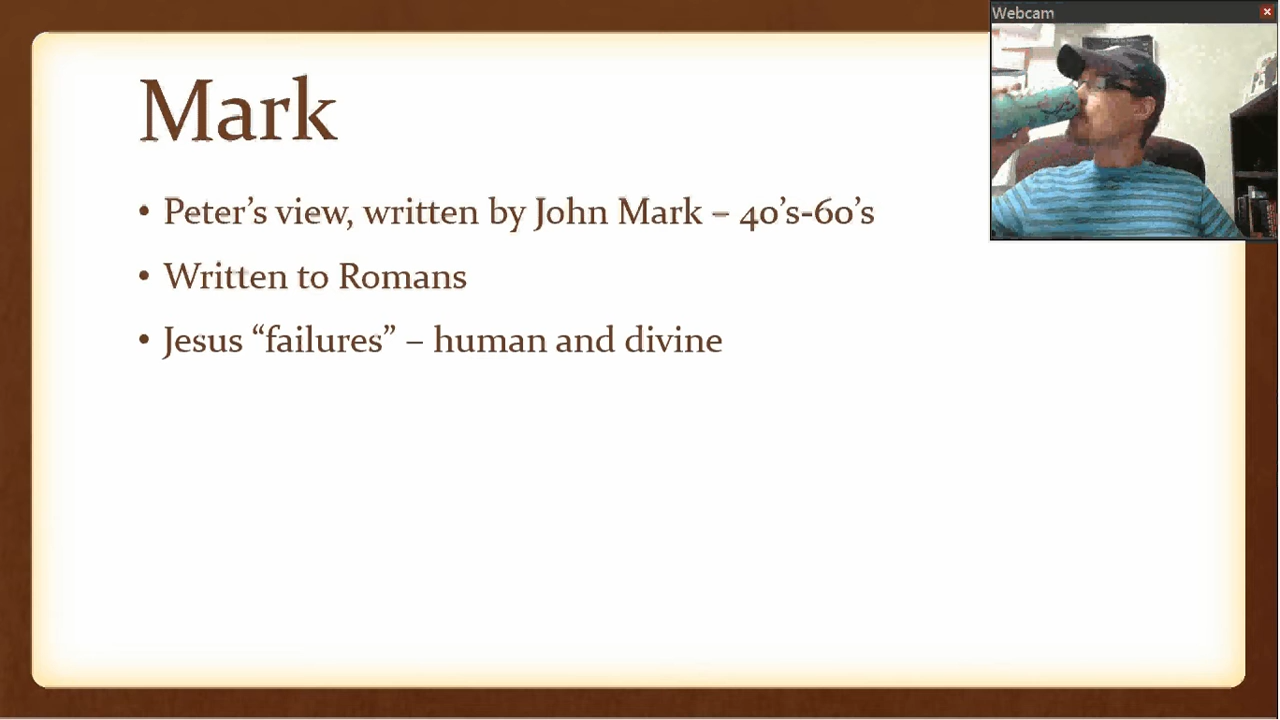 Webcam
Mark
• Peter’s view, written by John Mark – 40’s-60’s
• Written to Romans
• Jesus “failures” – human and divine